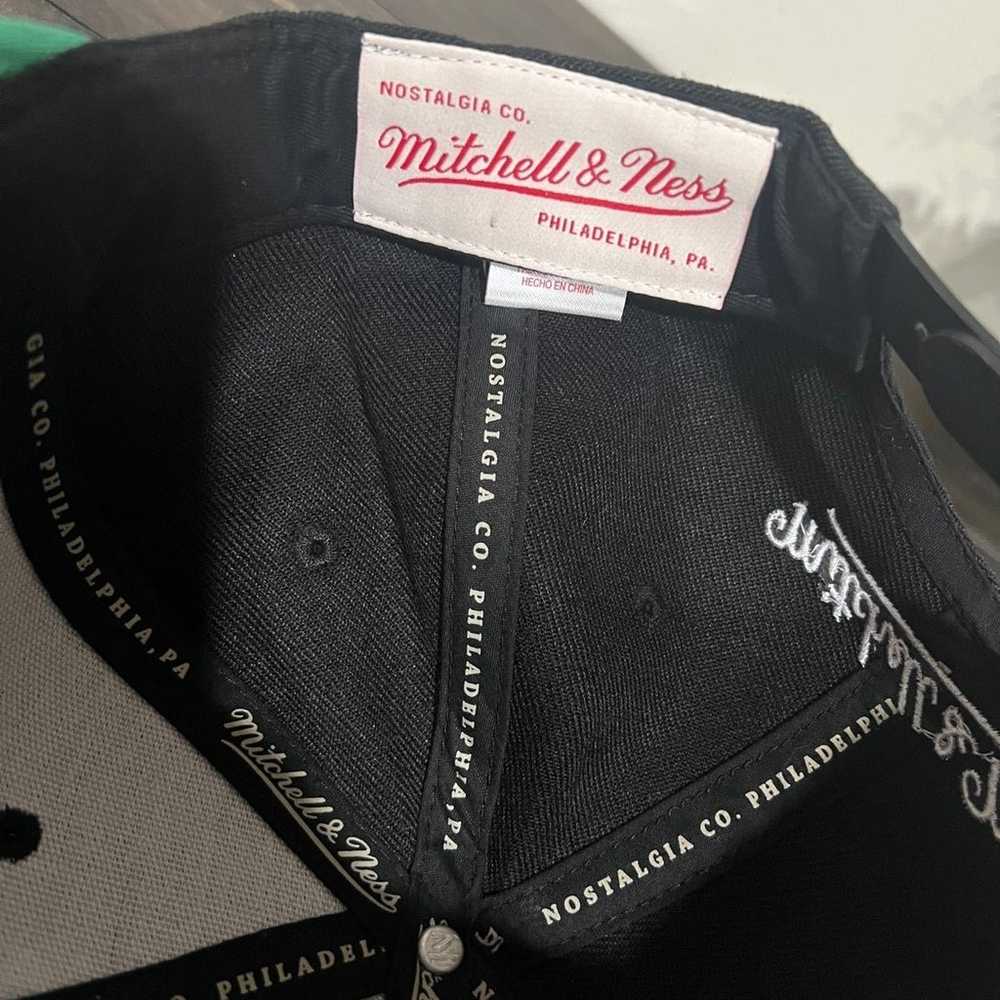 NOSTALGIA CO.
Mitchell & Ness
PHILADELPHIA, PA.
HECHO EN CHINA
GIA CO. PHILADELPHIA, PA
NOSTALGIA CO. PHILADELPHIA, PA
Mitchell & Ness
NOSTALGIA CO. PHILADELPHI
O. PHILADEL